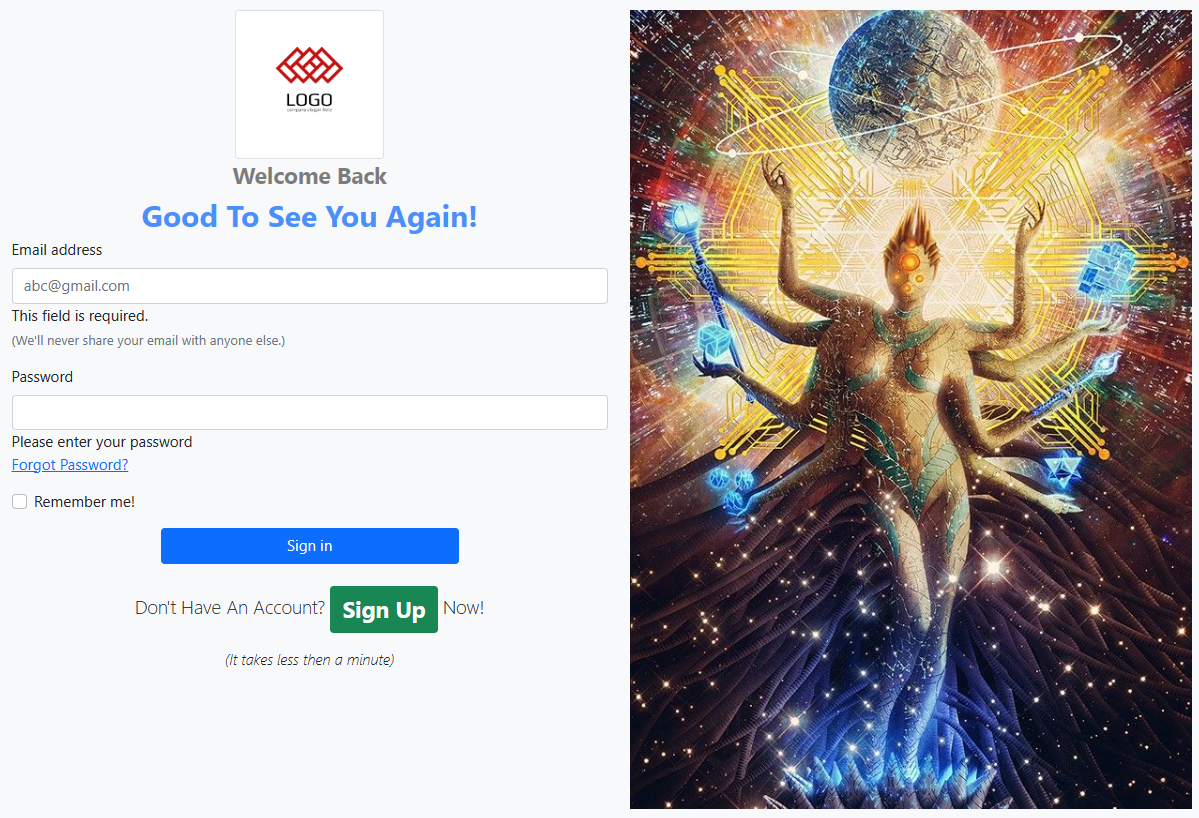 LOGO
company slogan here
Welcome Back
Good To See You Again!
Email address
abc@gmail.com
This field is required.
(We'll never share your email with anyone else.)
Password
Please enter your password
Forgot Password?
Remember me!
Sign in
Don't Have An Account? Sign Up Now!
(It takes less then a minute)